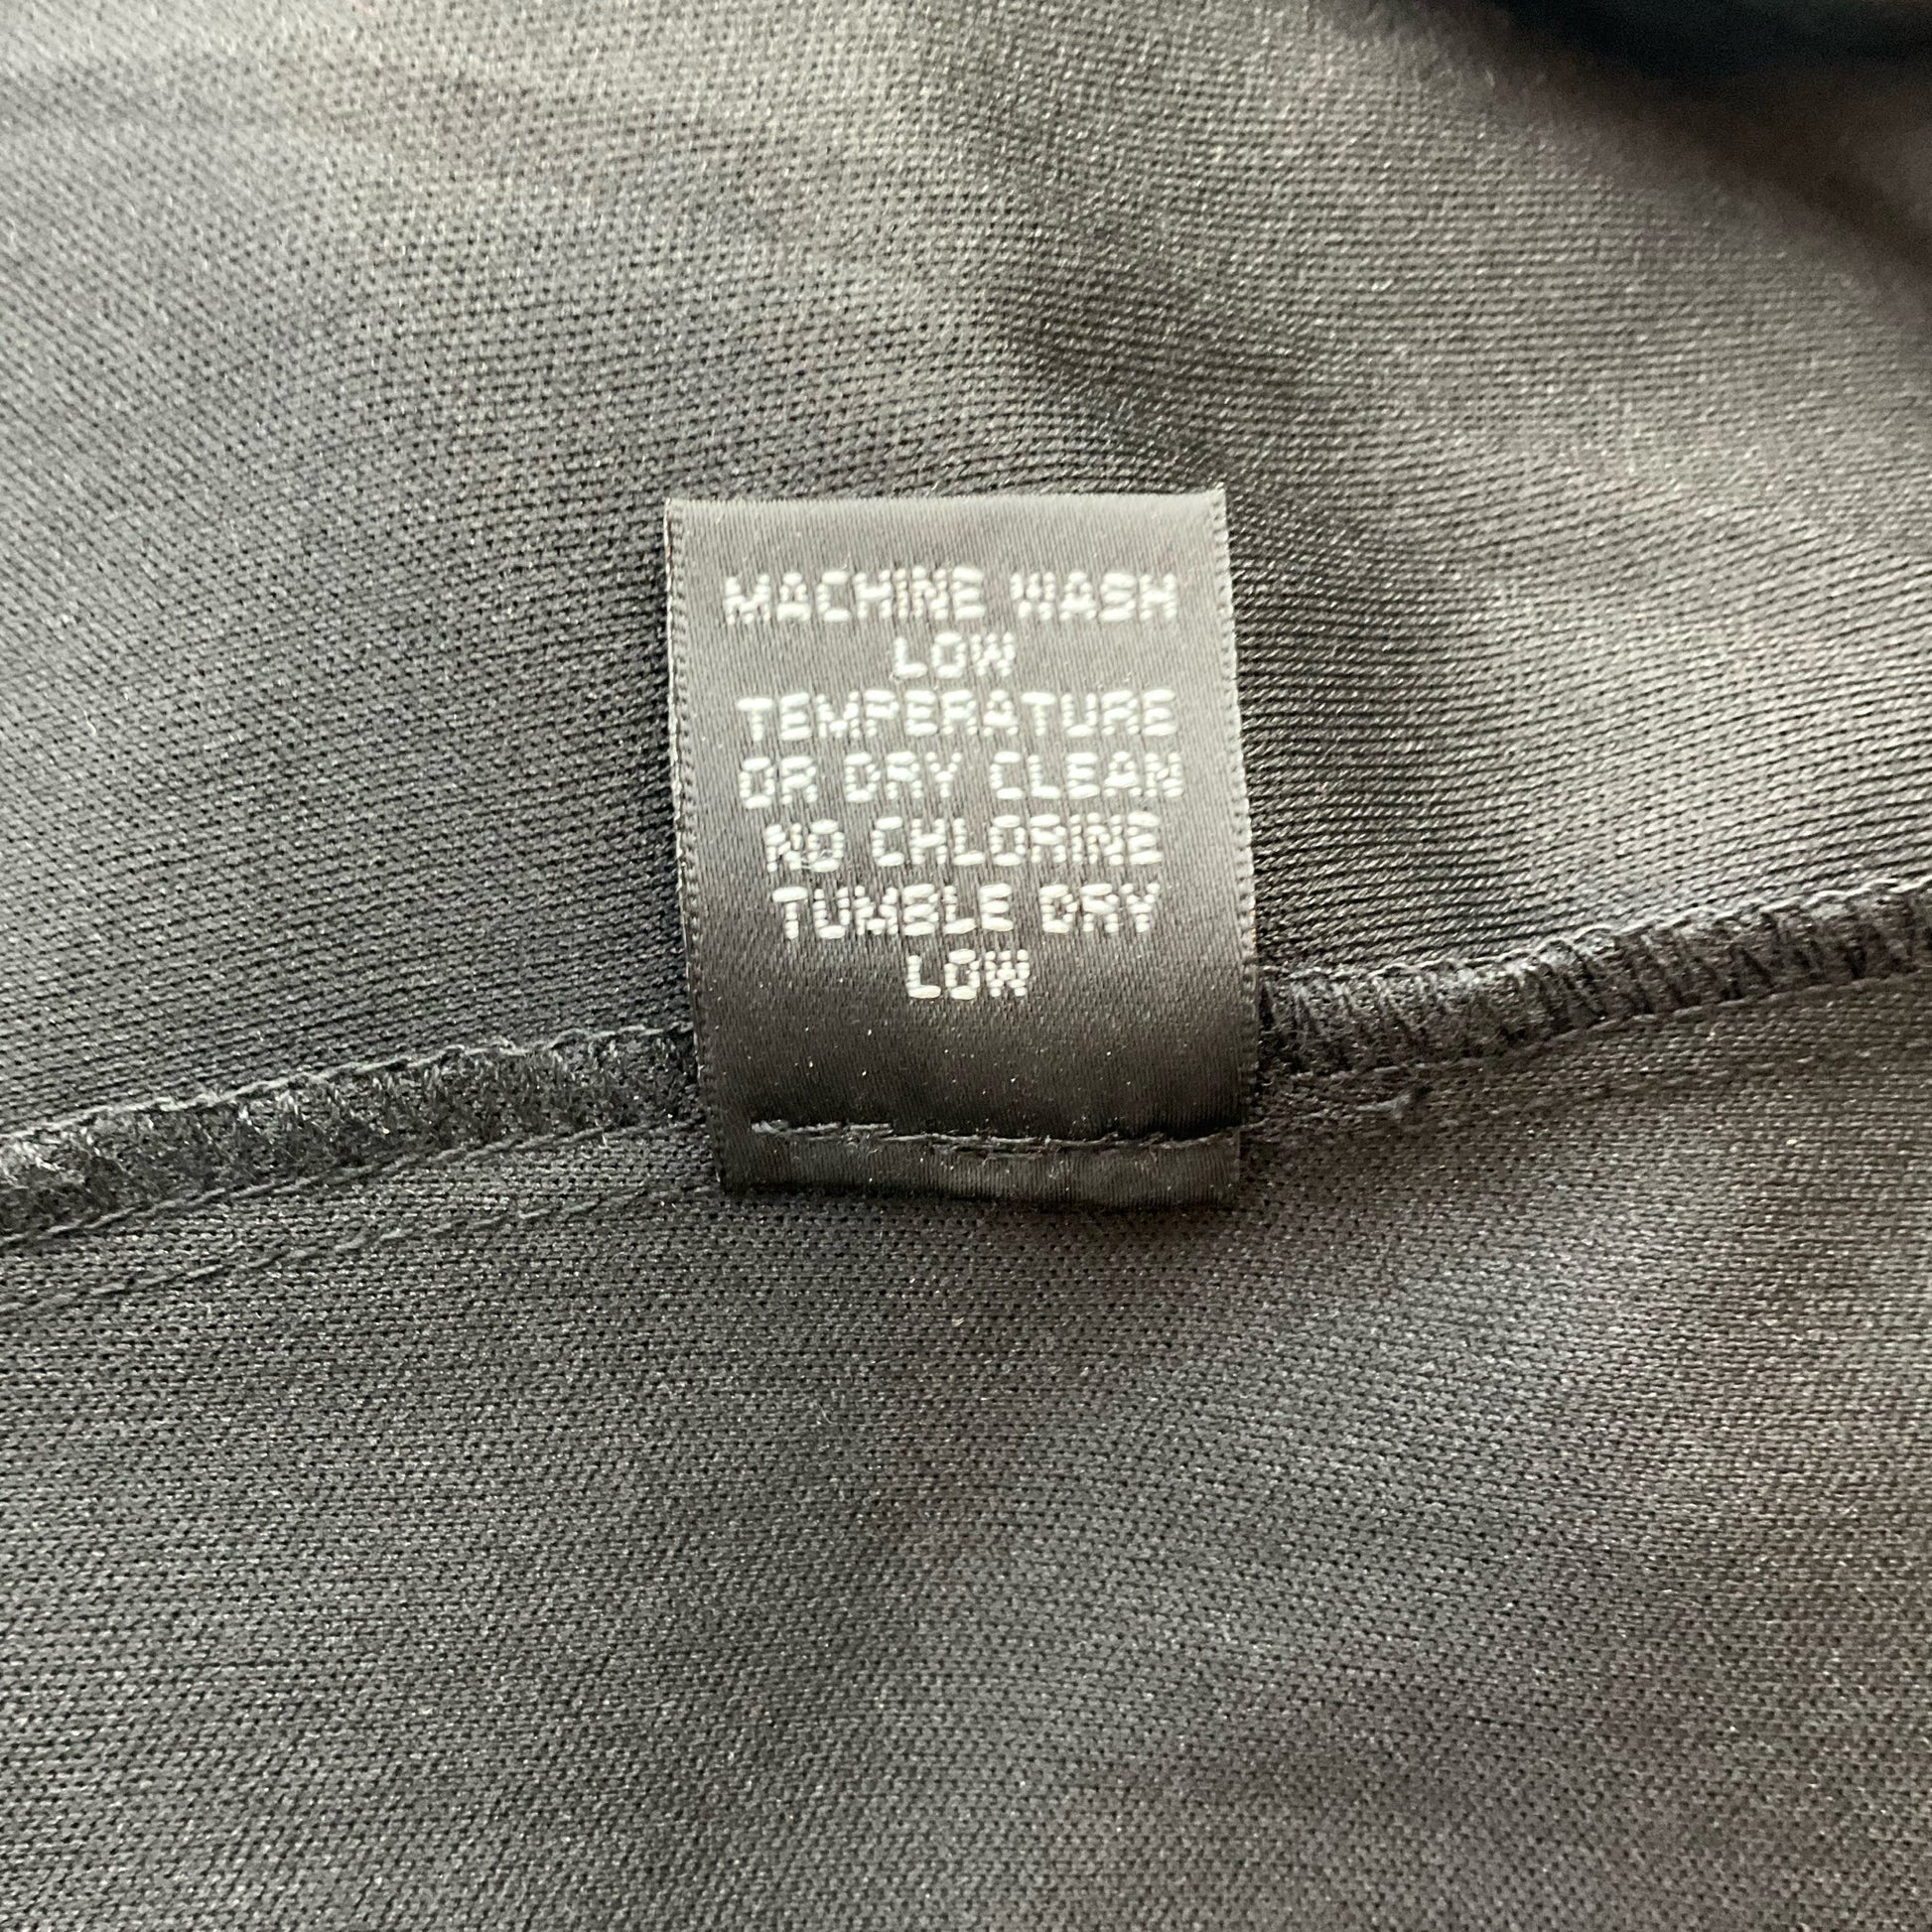 MACHINE WASH
LOW
TEMPERATURE
OR DRY CLEAN
NO CHLORINE
TUMBLE DRY
LOW